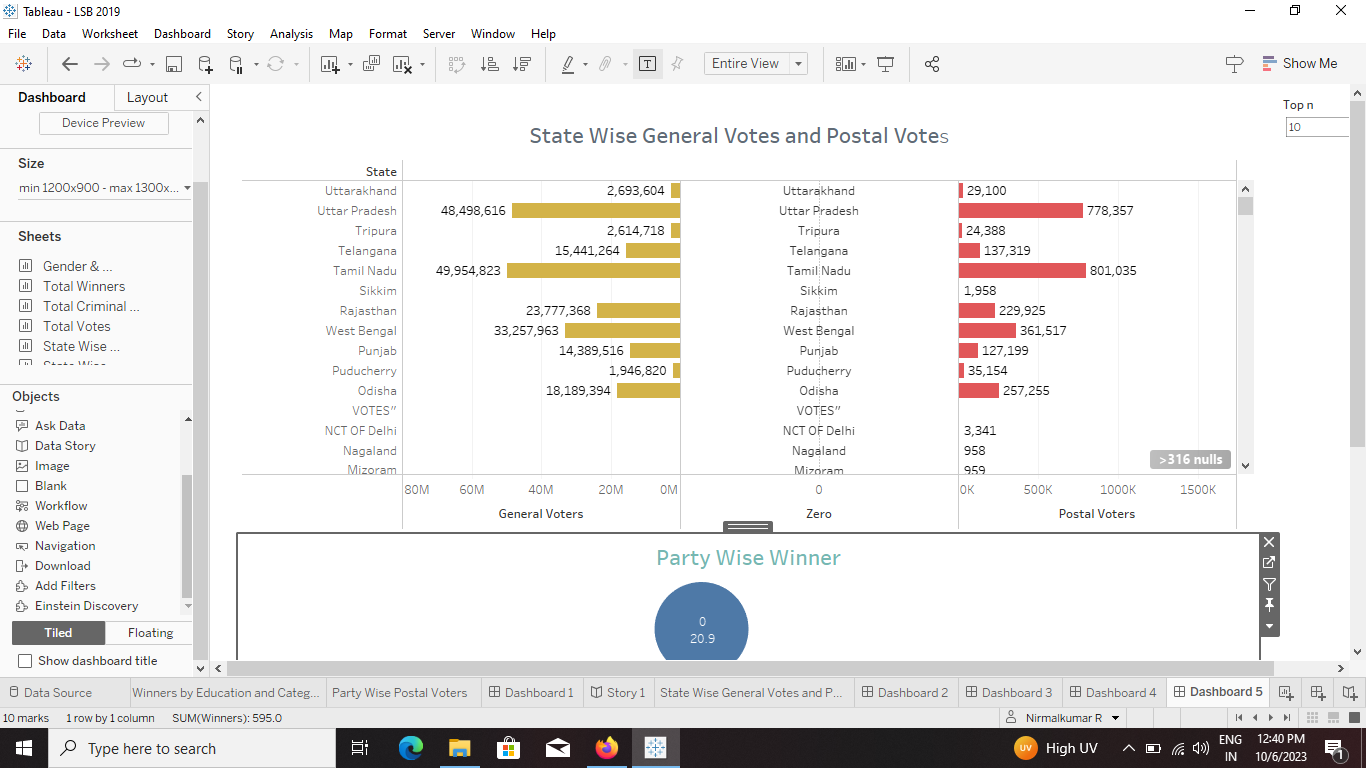 Tableau - LSB 2019
File Data Worksheet Dashboard Story Analysis Map Format Server Window Help
Entire View
Show Me
Dashboard Layout
Device Preview
Size
min 1200x900 - max 1300x...
Sheets
Gender & ...
Total Winners
Total Criminal ...
Total Votes
State Wise ...
Objects
Ask Data
Data Story
Image
Blank
Workflow
Web Page
Navigation
Download
Add Filters
Einstein Discovery
Tiled Floating
Show dashboard title
Top n
10
State Wise General Votes and Postal Votes
State
Uttarakhand 2,693,604 Uttarakhand 29,100
Uttar Pradesh 48,498,616 Uttar Pradesh 778,357
Tripura 2,614,718 Tripura 24,388
Telangana 15,441,264 Telangana 137,319
Tamil Nadu 49,954,823 Tamil Nadu 801,035
Sikkim Sikkim 1,958
Rajasthan 23,777,368 Rajasthan 229,925
West Bengal 33,257,963 West Bengal 361,517
Punjab 14,389,516 Punjab 127,199
Puducherry 1,946,820 Puducherry 35,154
Odisha 18,189,394 Odisha 257,255
VOTES” VOTES”
NCT OF Delhi NCT OF Delhi 3,341
Nagaland Nagaland 958
Mizoram Mizoram 959
>316 nulls
80M 60M 40M 20M 0M 0 0K 500K 1000K 1500K
General Voters Zero Postal Voters
Party Wise Winner
0
20.9
Data Source Winners by Education and Categ... Party Wise Postal Voters Dashboard 1 Story 1 State Wise General Votes and P... Dashboard 2 Dashboard 3 Dashboard 4 Dashboard 5
10 marks 1 row by 1 column SUM(Winners): 595.0 Nirmalkumar R
Type here to search
UV High UV
ENG
IN
12:40 PM
10/6/2023
1